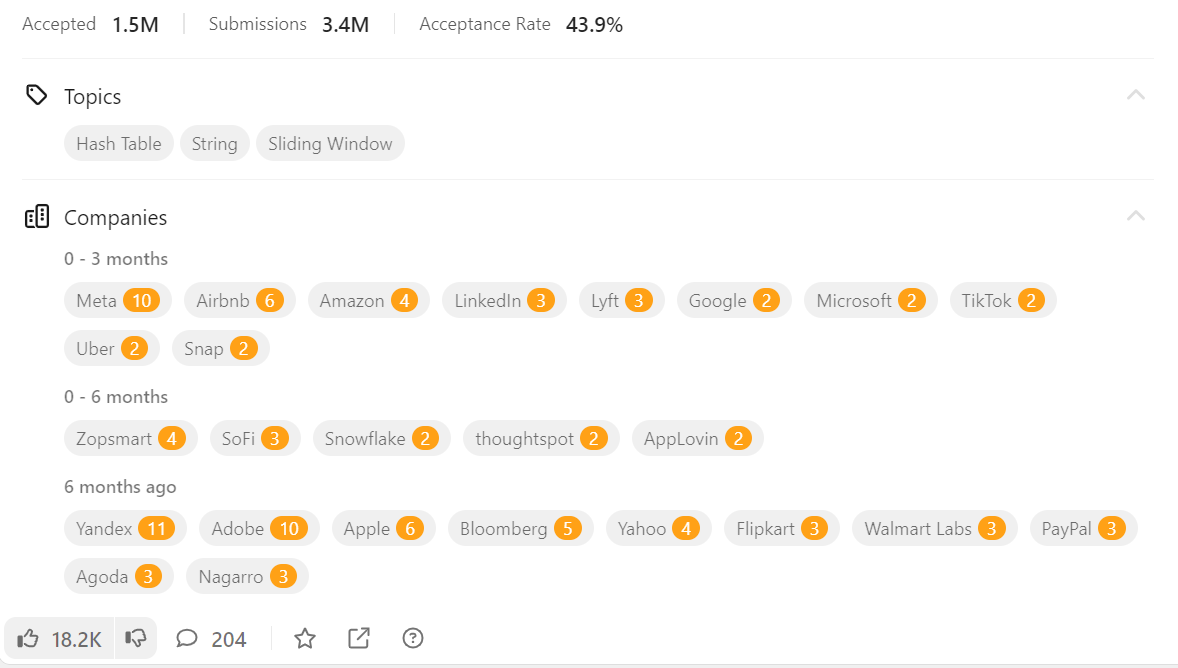 Accepted 1.5M Submissions 3.4M Acceptance Rate 43.9%
Topics
Hash Table String Sliding Window
Companies
0 - 3 months
Meta 10 Airbnb 6 Amazon 4 LinkedIn 3 Lyft 3 Google 2 Microsoft 2 TikTok 2
Uber 2 Snap 2
0 - 6 months
Zopsmart 4 SoFi 3 Snowflake 2 thoughtspot 2 AppLovin 2
6 months ago
Yandex 11 Adobe 10 Apple 6 Bloomberg 5 Yahoo 4 Flipkart 3 Walmart Labs 3 PayPal 3
Agoda 3 Nagarro 3
18.2K 204